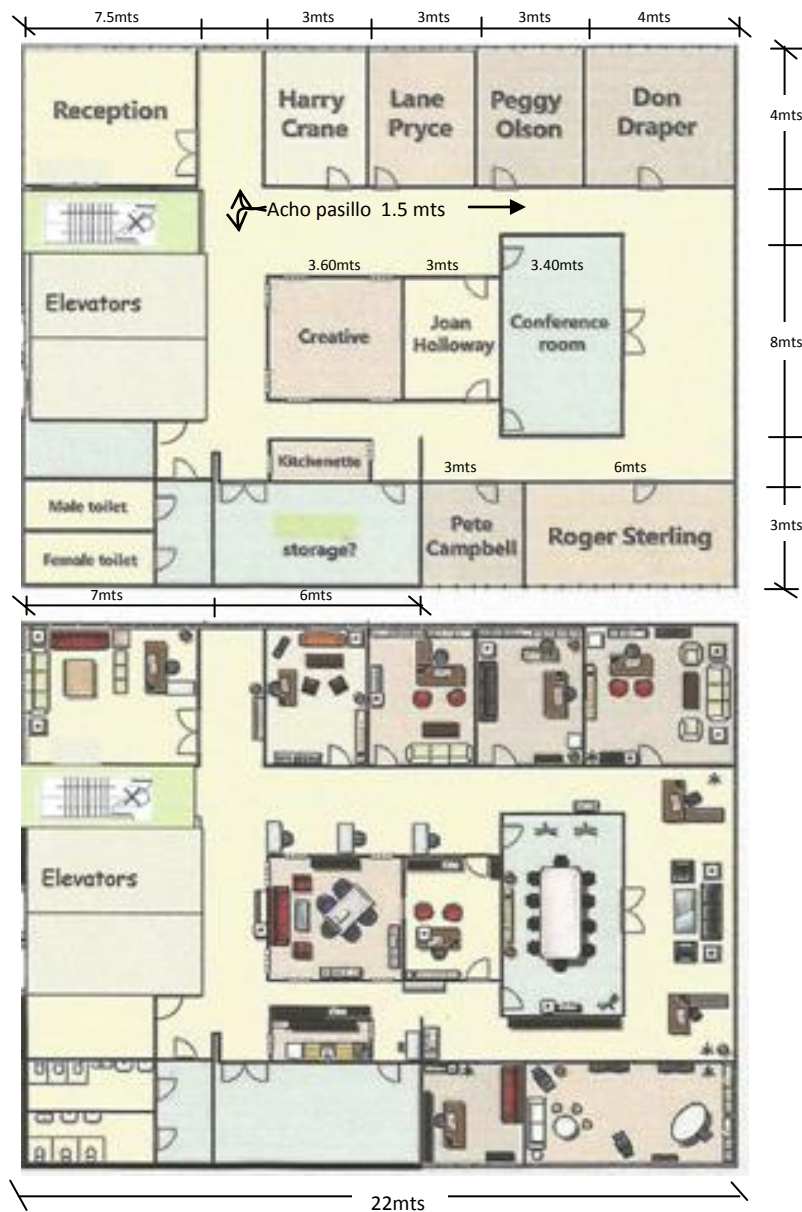 7.5mts 3mts 3mts 3mts 4mts
Reception
Harry
Crane
Lane
Pryce
Peggy
Olson
Don
Draper
4mts
Acho pasillo 1.5 mts
Elevators
3.60mts 3mts 3.40mts
Creative
Joan
Holloway
Conference
room
8mts
Kitchenette
3mts 6mts
Male toilet
Female toilet
storage?
Pete
Campbell
Roger Sterling
3mts
7mts 6mts
Elevators
22mts